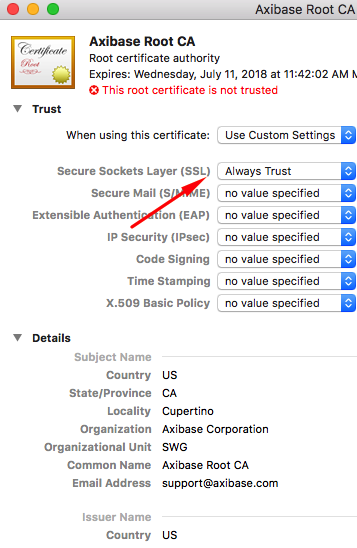 Axibase Root CA
Certificate
Root
Axibase Root CA
Root certificate authority
Expires: Wednesday, July 11, 2018 at 11:42:02 AM M
This root certificate is not trusted
Trust
When using this certificate: Use Custom Settings
Secure Sockets Layer (SSL) Always Trust
Secure Mail (S/MIME) no value specified
Extensible Authentication (EAP) no value specified
IP Security (IPsec) no value specified
Code Signing no value specified
Time Stamping no value specified
X.509 Basic Policy no value specified
Details
Subject Name
Country US
State/Province CA
Locality Cupertino
Organization Axibase Corporation
Organizational Unit SWG
Common Name Axibase Root CA
Email Address support@axibase.com
Issuer Name
Country US